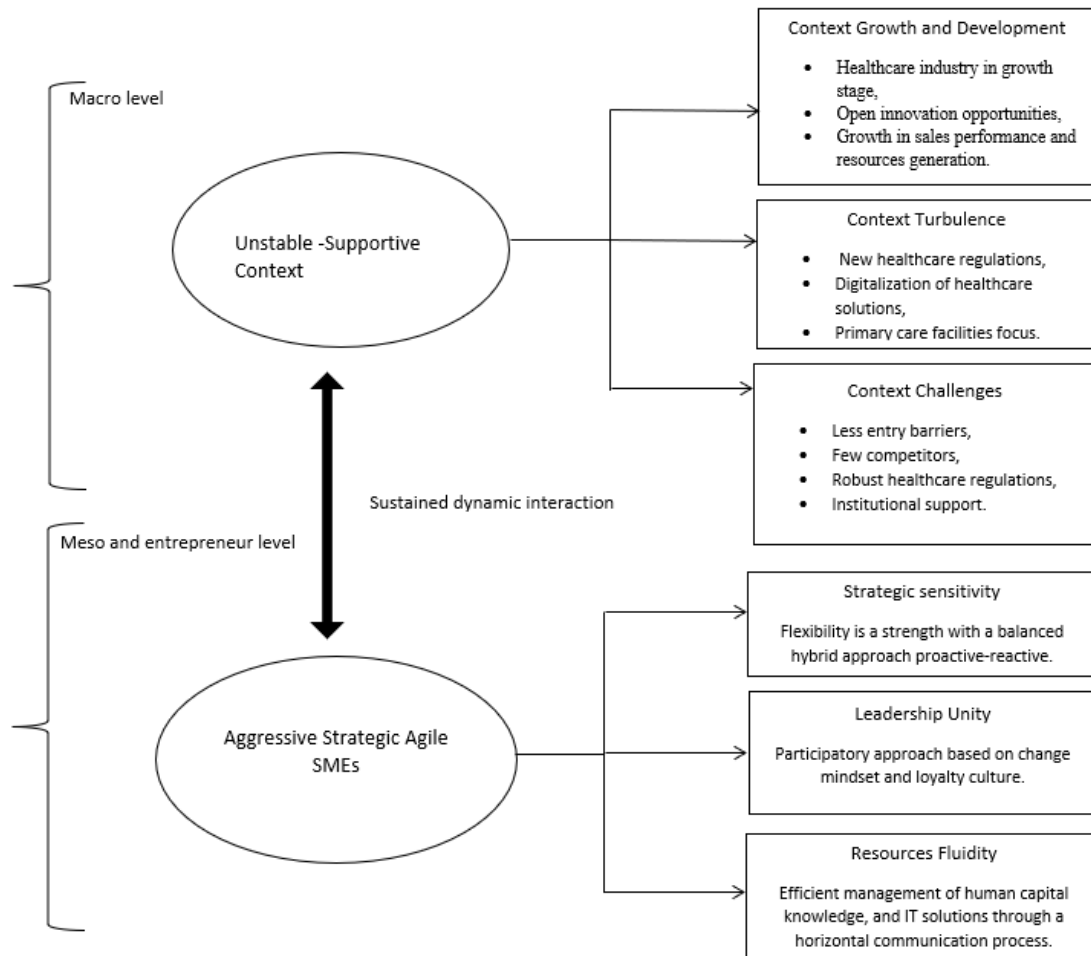 Macro level
Unstable -Supportive
Context
Context Growth and Development
• Healthcare industry in growth
stage,
• Open innovation opportunities,
• Growth in sales performance and
resources generation.
Context Turbulence
• New healthcare regulations,
• Digitalization of healthcare
solutions,
• Primary care facilities focus.
Context Challenges
• Less entry barriers,
• Few competitors,
• Robust healthcare regulations,
• Institutional support.
Sustained dynamic interaction
Meso and entrepreneur level
Aggressive Strategic Agile
SMEs
Strategic sensitivity
Flexibility is a strength with a balanced
hybrid approach proactive-reactive.
Leadership Unity
Participatory approach based on change
mindset and loyalty culture.
Resources Fluidity
Efficient management of human capital
knowledge, and IT solutions through a
horizontal communication process.